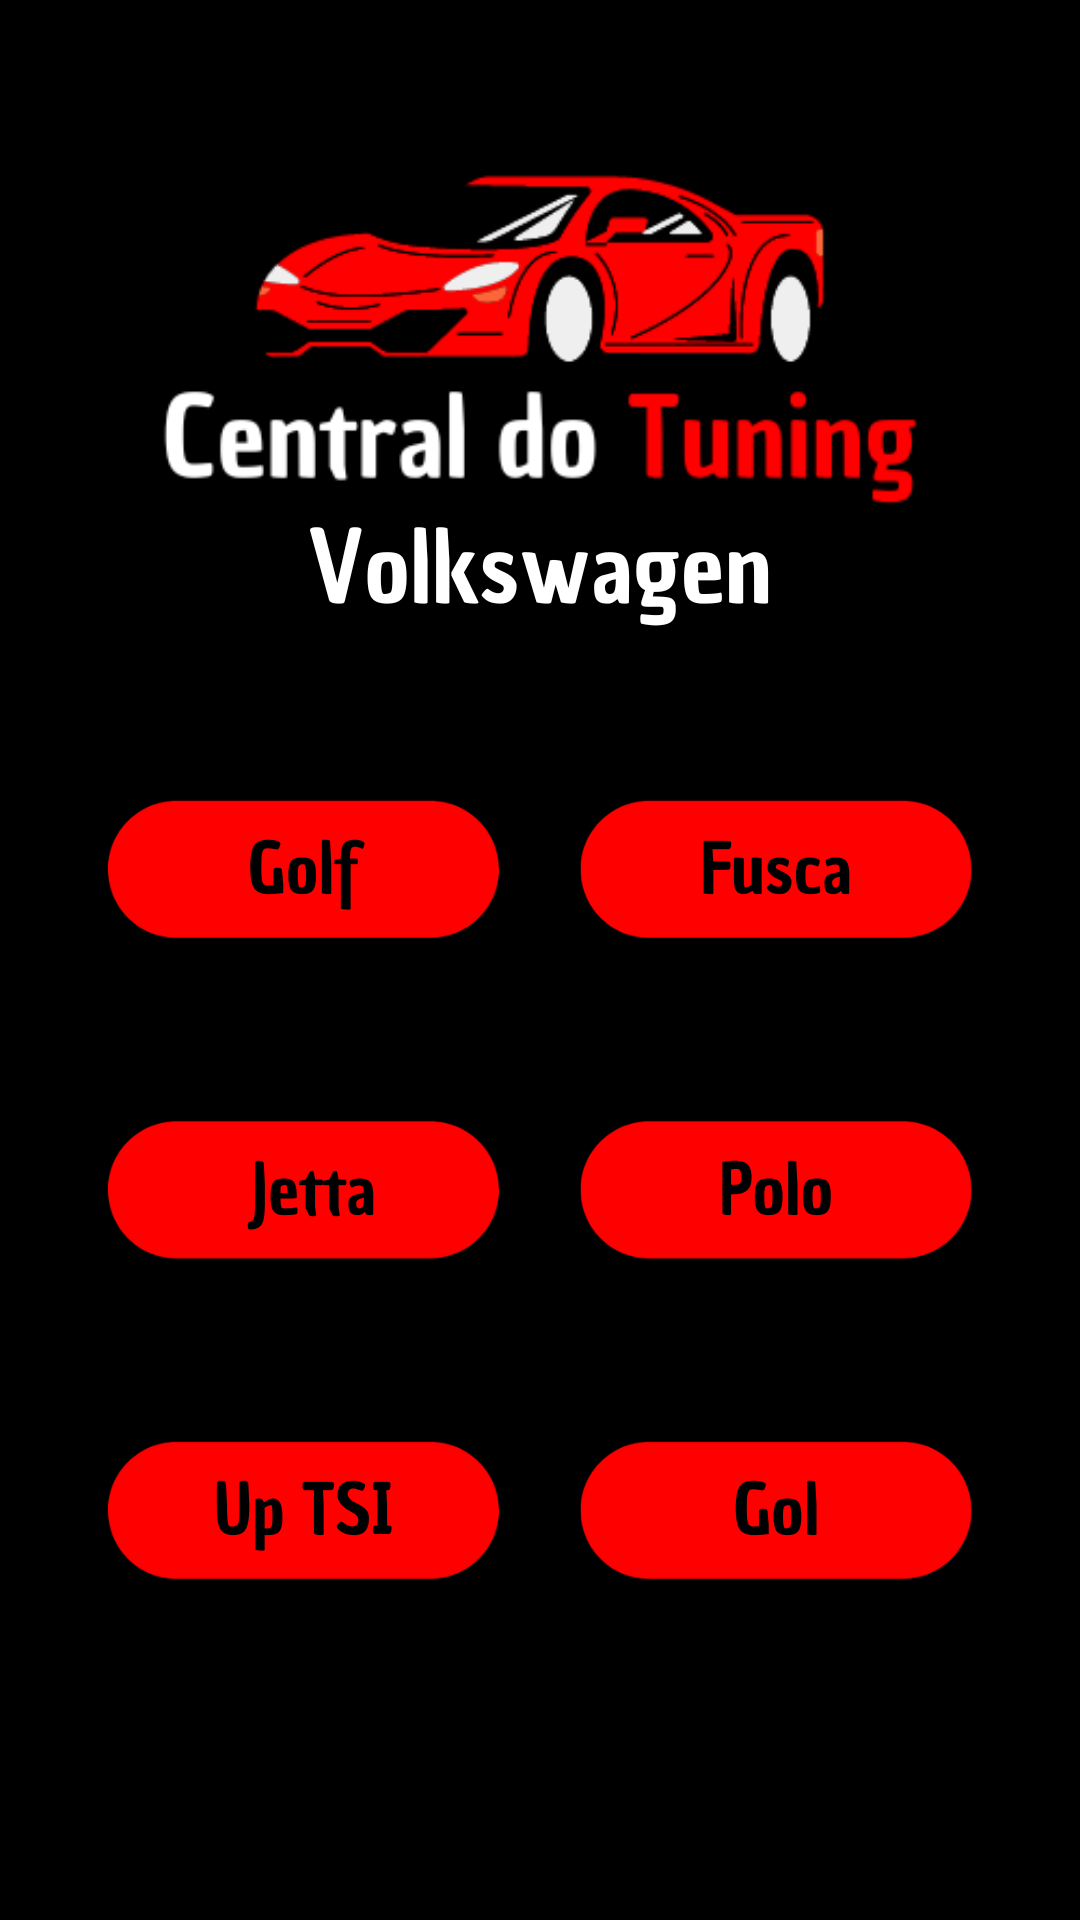 Central do Tuning
Volkswagen
Golf
Fusca
Jetta
Polo
Up TSI
Gol